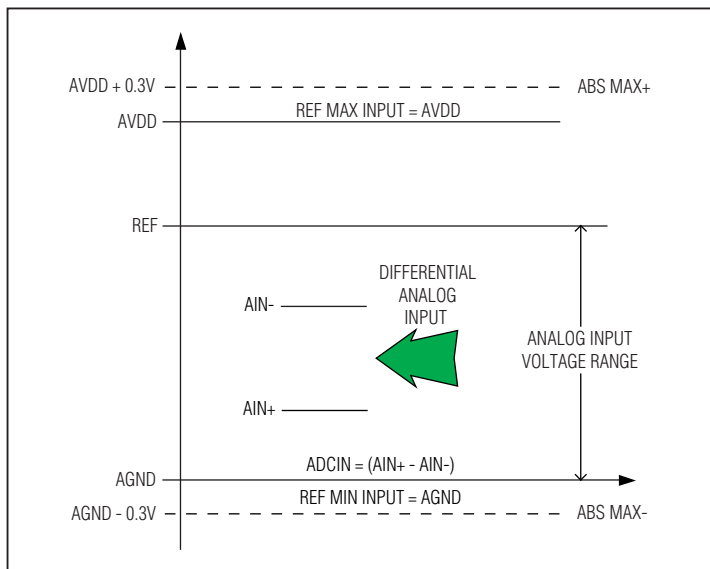 AVDD + 0.3V
ABS MAX+
REF MAX INPUT = AVDD
AVDD
REF
DIFFERENTIAL
ANALOG
INPUT
AIN-
ANALOG INPUT
VOLTAGE RANGE
AIN+
ADCIN = (AIN+ - AIN-)
AGND
REF MIN INPUT = AGND
AGND - 0.3V
ABS MAX-